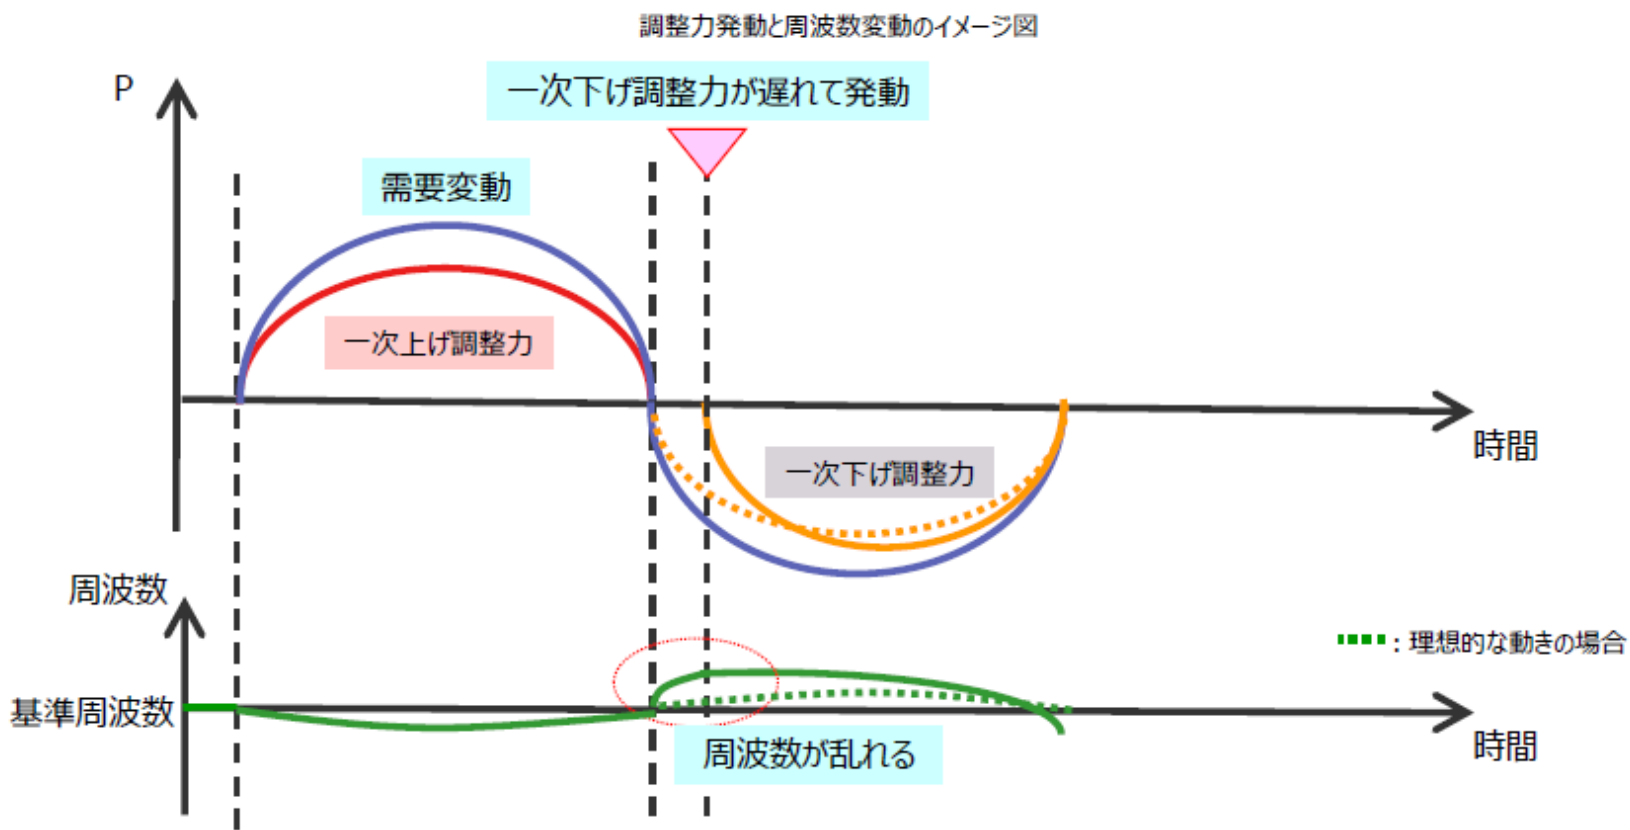 調整力発動と周波数変動のイメージ図
P
一次下げ調整力が遅れて発動
需要変動
一次上げ調整力
時間
一次下げ調整力
周波数
：理想的な動きの場合
基準周波数
周波数が乱れる
時間